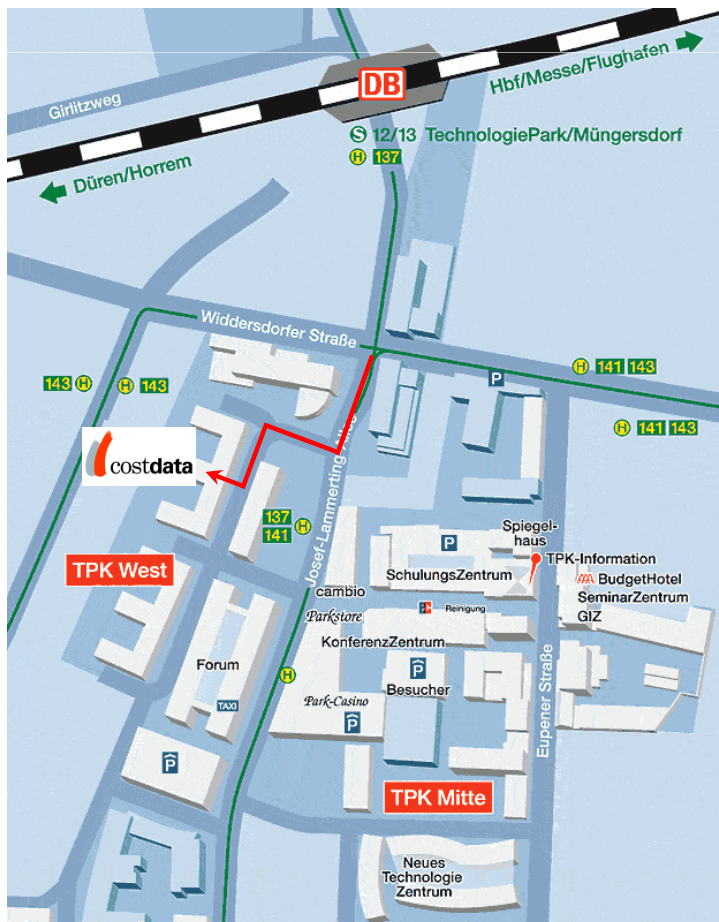 DB
Hbf/Messe/Flughafen
Girlitzweg
S 12/13 TechnologiePark/Müngersdorf
H 137
Düren/Horrem
Widdersdorfer Straße
143 H
H 143
H 141 143
P
H 141 143
costdata
Josef-Lammerting-Allee
137
141
H
Spiegel-
haus
P
TPK-Information
TPK West
SchulungsZentrum
BudgetHotel
SeminarZentrum
GIZ
cambio
Parkstore
Reinigung
KonferenzZentrum
Forum
H
P
Besucher
Eupener Straße
TAXI
Park-Casino
P
P
TPK Mitte
Neues
Technologie
Zentrum